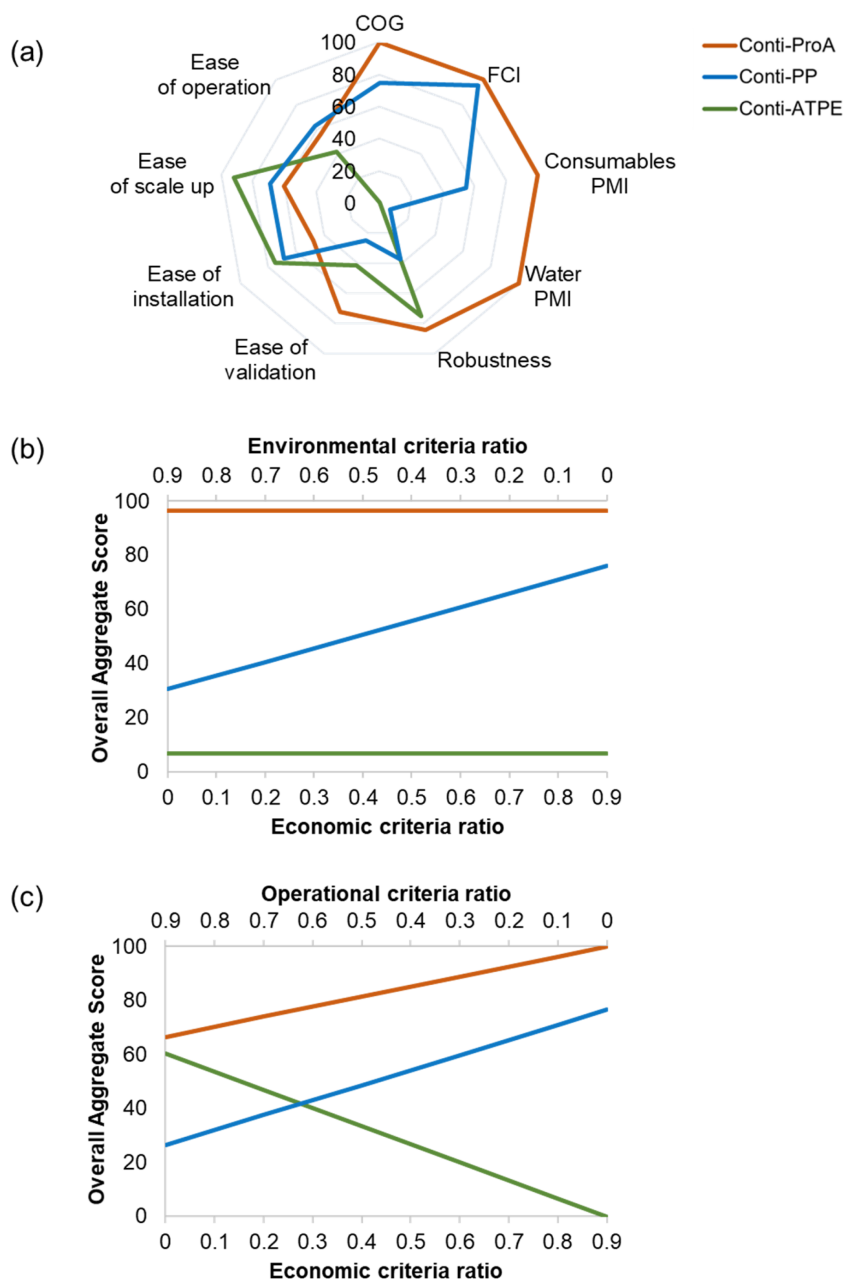 (a)
COG
100
80
60
40
20
0
FCI
Consumables
PMI
Water
PMI
Robustness
Ease of
validation
Ease of
installation
Ease
of scale up
Ease
of operation
Conti-ProA
Conti-PP
Conti-ATPE
(b)
Environmental criteria ratio
0.9 0.8 0.7 0.6 0.5 0.4 0.3 0.2 0.1 0
Overall Aggregate Score
100
80
60
40
20
0
0 0.1 0.2 0.3 0.4 0.5 0.6 0.7 0.8 0.9
Economic criteria ratio
(c)
Operational criteria ratio
0.9 0.8 0.7 0.6 0.5 0.4 0.3 0.2 0.1 0
Overall Aggregate Score
100
80
60
40
20
0
0 0.1 0.2 0.3 0.4 0.5 0.6 0.7 0.8 0.9
Economic criteria ratio